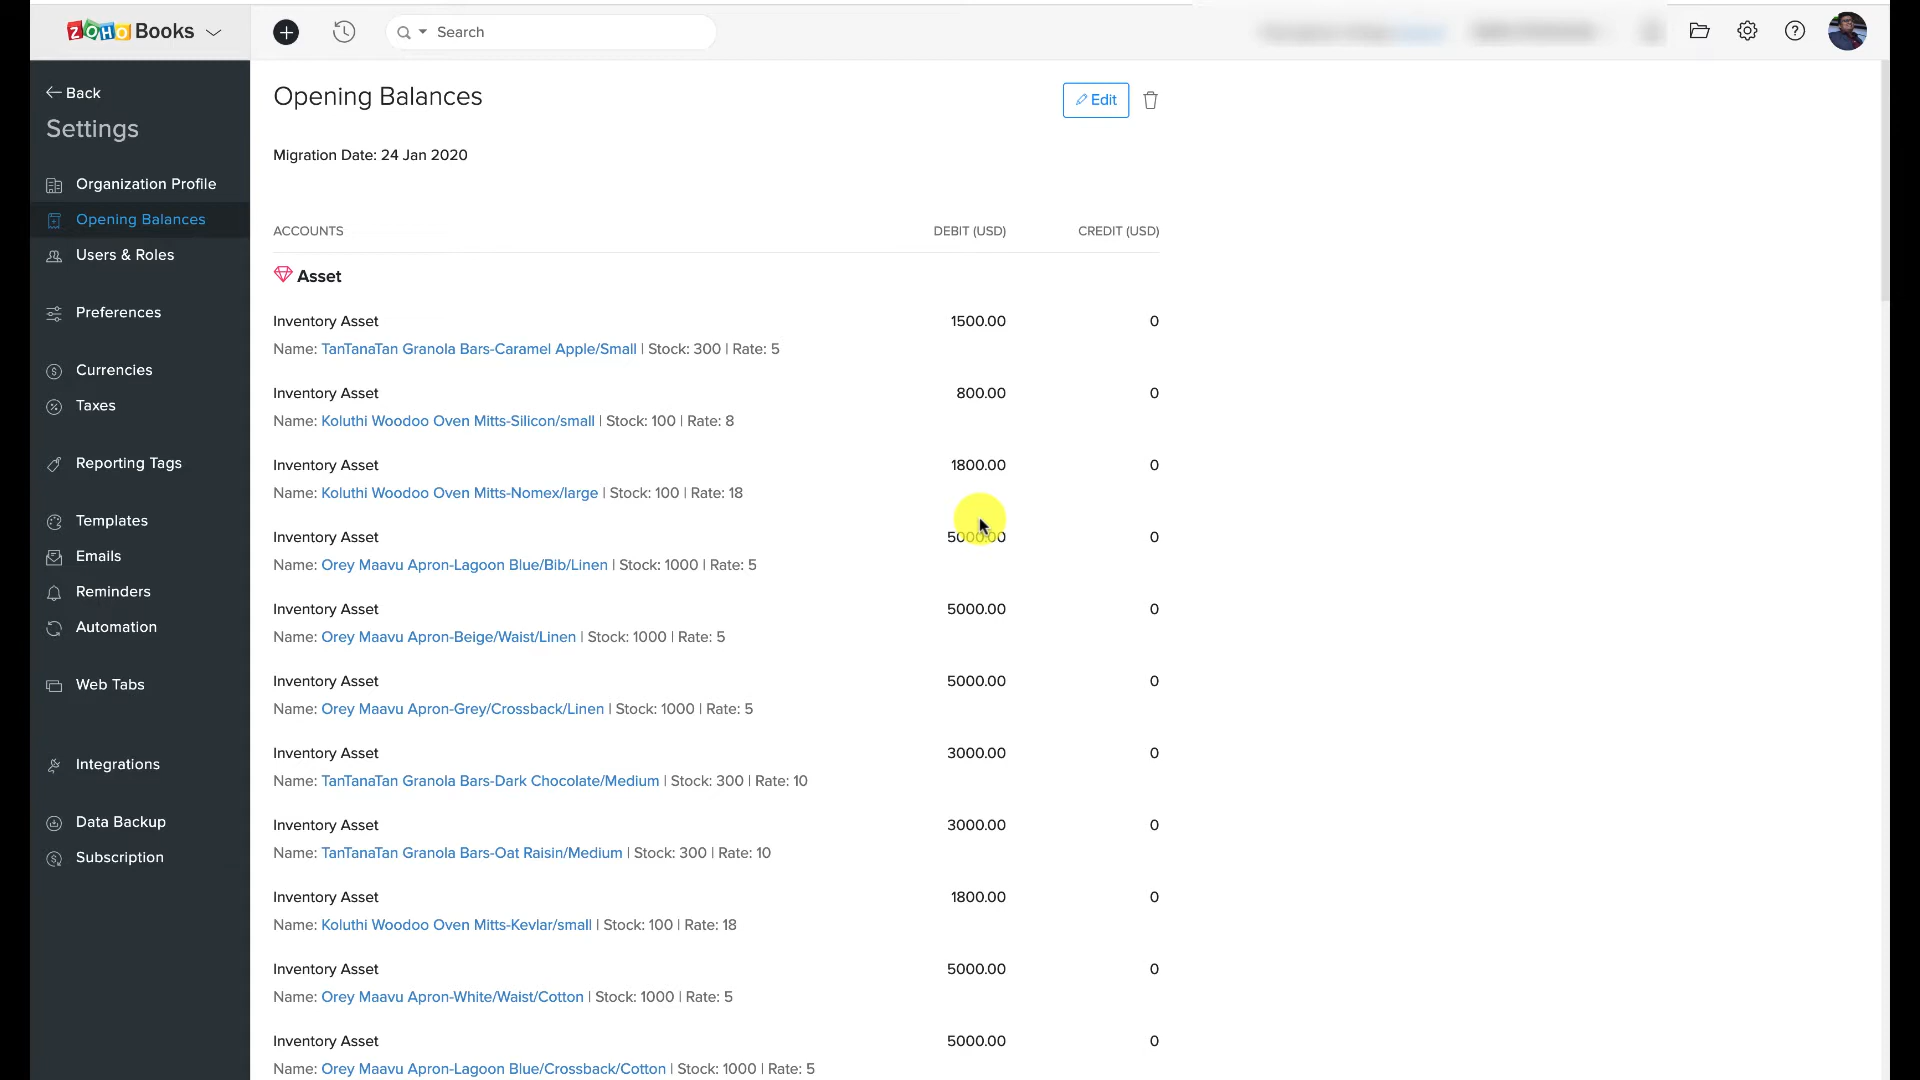 ZOHO Books
Search
Back
Settings
Organization Profile
Opening Balances
Users & Roles
Preferences
Currencies
Taxes
Reporting Tags
Templates
Emails
Reminders
Automation
Web Tabs
Integrations
Data Backup
Subscription
Opening Balances
Edit
Migration Date: 24 Jan 2020
ACCOUNTS DEBIT (USD) CREDIT (USD)
Asset
Inventory Asset 1500.00 0
Name: TanTanaTan Granola Bars-Caramel Apple/Small | Stock: 300 | Rate: 5
Inventory Asset 800.00 0
Name: Koluthi Woodoo Oven Mitts-Silicon/small | Stock: 100 | Rate: 8
Inventory Asset 1800.00 0
Name: Koluthi Woodoo Oven Mitts-Nomex/large | Stock: 100 | Rate: 18
Inventory Asset 5000.00 0
Name: Orey Maavu Apron-Lagoon Blue/Bib/Linen | Stock: 1000 | Rate: 5
Inventory Asset 5000.00 0
Name: Orey Maavu Apron-Beige/Waist/Linen | Stock: 1000 | Rate: 5
Inventory Asset 5000.00 0
Name: Orey Maavu Apron-Grey/Crossback/Linen | Stock: 1000 | Rate: 5
Inventory Asset 3000.00 0
Name: TanTanaTan Granola Bars-Dark Chocolate/Medium | Stock: 300 | Rate: 10
Inventory Asset 3000.00 0
Name: TanTanaTan Granola Bars-Oat Raisin/Medium | Stock: 300 | Rate: 10
Inventory Asset 1800.00 0
Name: Koluthi Woodoo Oven Mitts-Kevlar/small | Stock: 100 | Rate: 18
Inventory Asset 5000.00 0
Name: Orey Maavu Apron-White/Waist/Cotton | Stock: 1000 | Rate: 5
Inventory Asset 5000.00 0
Name: Orey Maavu Apron-Lagoon Blue/Crossback/Cotton | Stock: 1000 | Rate: 5